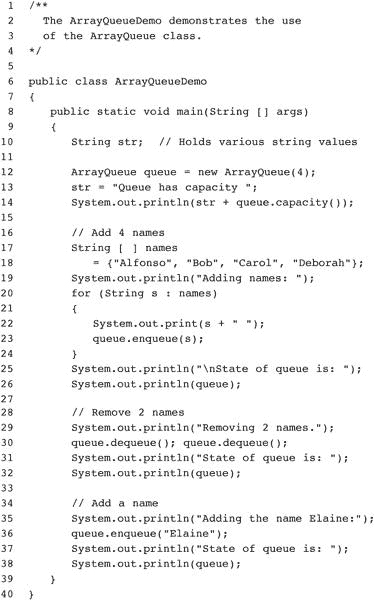 1 /**
2 The ArrayQueueDemo demonstrates the use
3 of the ArrayQueue class.
4 */
5
6 public class ArrayQueueDemo
7 {
8 public static void main(String [] args)
9 {
10 String str; // Holds various string values
11
12 ArrayQueue queue = new ArrayQueue(4);
13 str = "Queue has capacity ";
14 System.out.println(str + queue.capacity());
15
16 // Add 4 names
17 String [ ] names
18 = {"Alfonso", "Bob", "Carol", "Deborah"};
19 System.out.println("Adding names: ");
20 for (String s : names)
21 {
22 System.out.print(s + " ");
23 queue.enqueue(s);
24 }
25 System.out.println("\nState of queue is: ");
26 System.out.println(queue);
27
28 // Remove 2 names
29 System.out.println("Removing 2 names.");
30 queue.dequeue(); queue.dequeue();
31 System.out.println("State of queue is: ");
32 System.out.println(queue);
33
34 // Add a name
35 System.out.println("Adding the name Elaine:");
36 queue.enqueue("Elaine");
37 System.out.println("State of queue is: ");
38 System.out.println(queue);
39 }
40 }